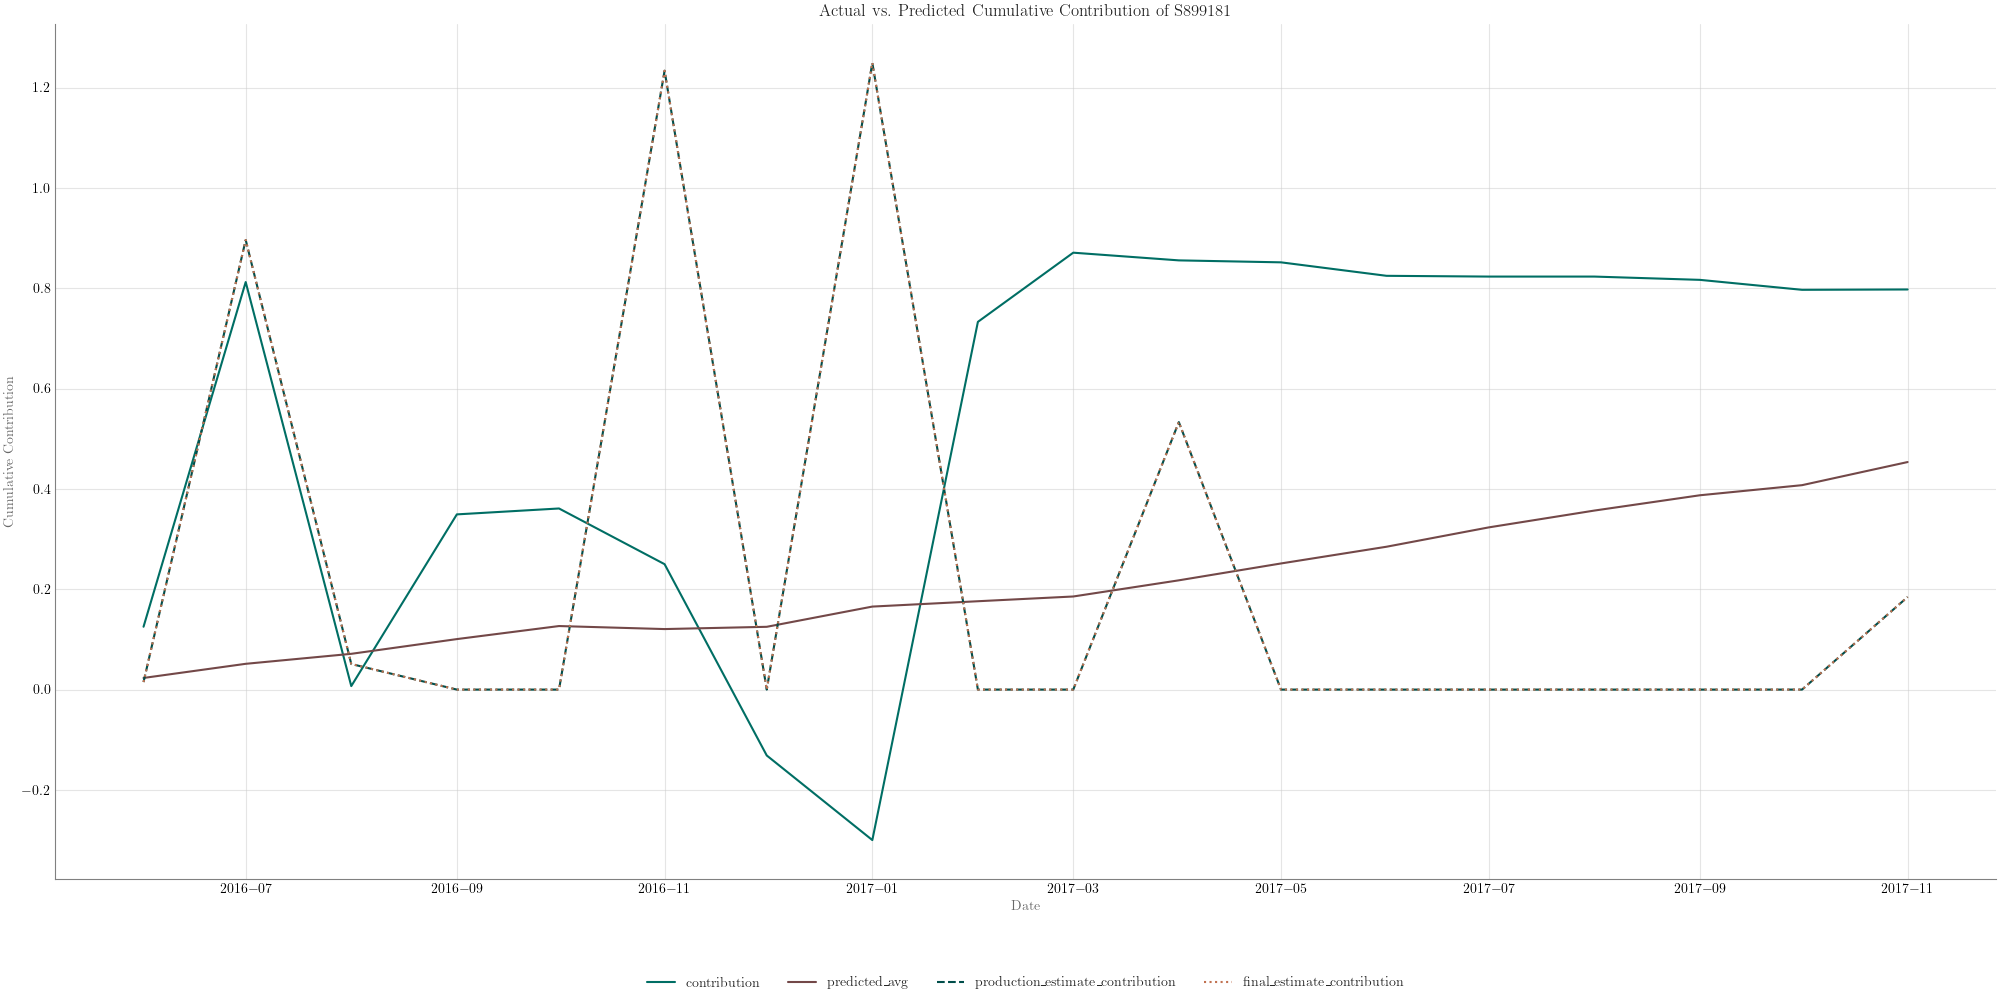 Actual vs. Predicted Cumulative Contribution of S899181
Cumulative Contribution
1.2
1.0
0.8
0.6
0.4
0.2
0.0
−0.2
2016−07 2016−09 2016−11 2017−01 2017−03 2017−05 2017−07 2017−09 2017−11
Date
contribution predicted_avg production_estimate_contribution final_estimate_contribution